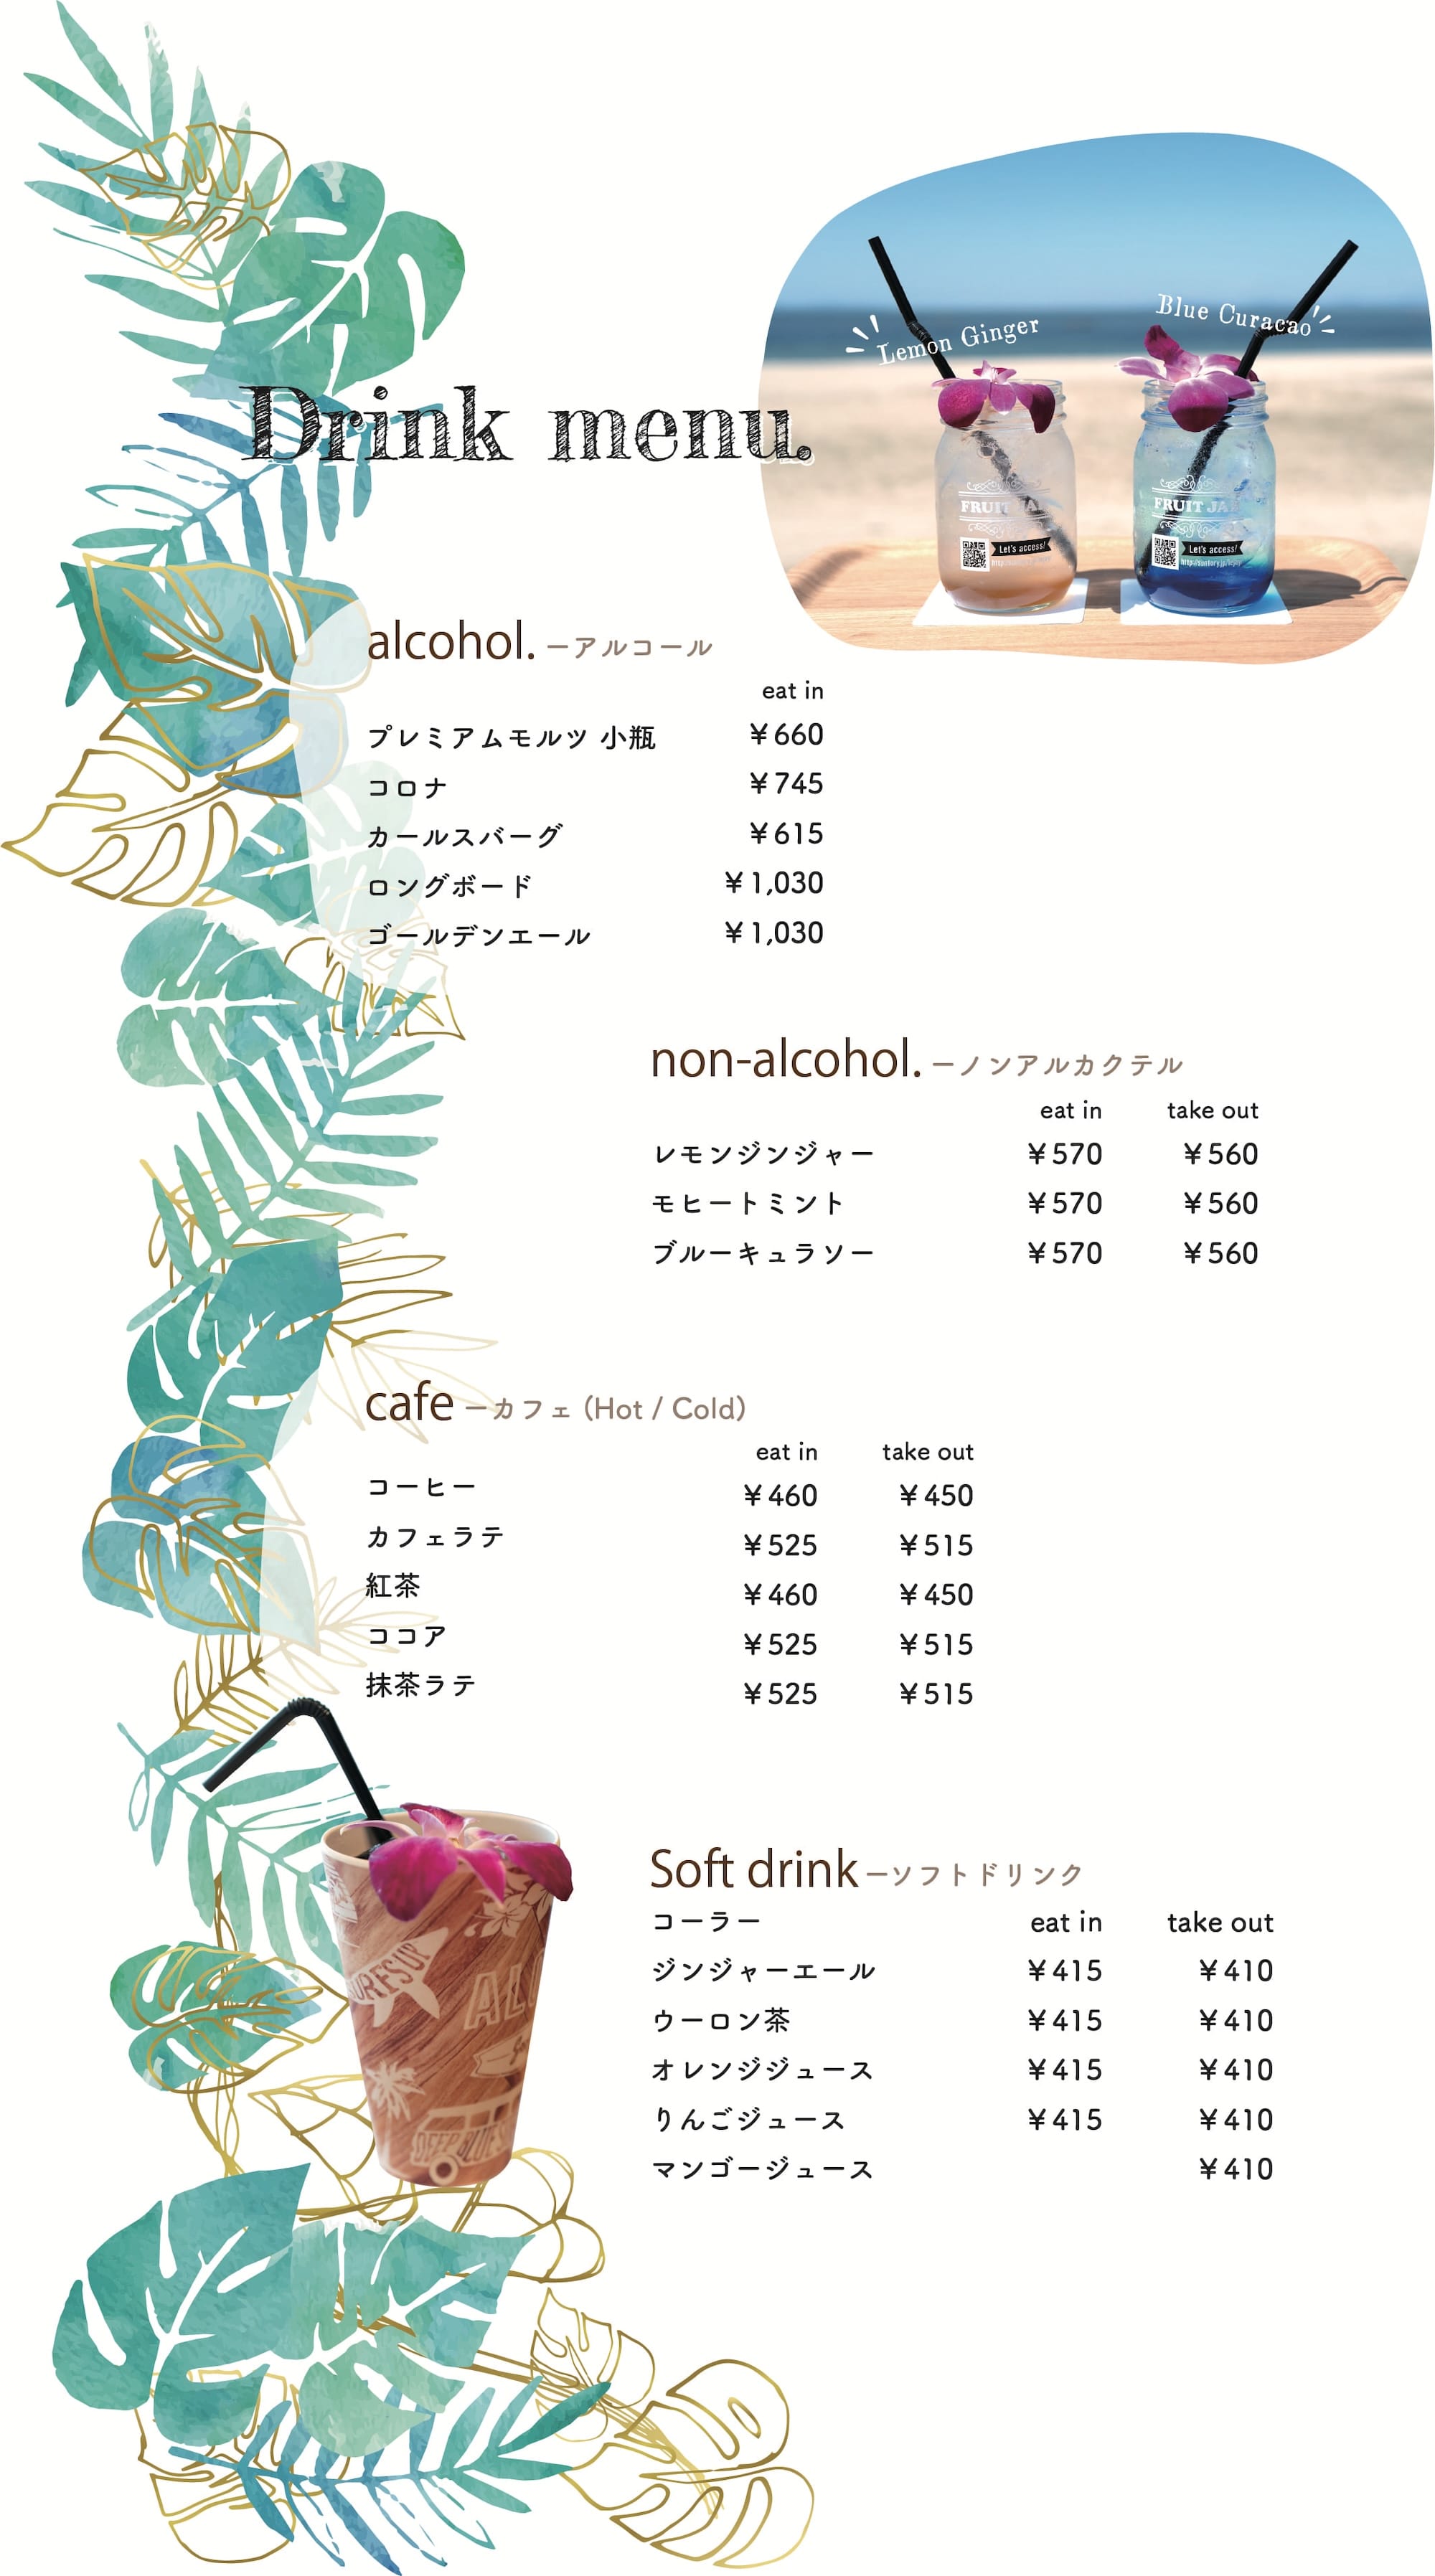 Lemon Ginger
Blue Curacao
Drink menu.
FRUIT JA
Let's access!
FRUIT JA
Let's access!
alcohol. ーアルコール
eat in
プレミアムモルツ 小瓶 ¥660
コロナ ¥745
カールスバーグ ¥615
ロングボード ¥1,030
ゴールデンエール ¥1,030
non-alcohol. ーノンアルカクテル
eat in take out
レモンジンジャー ¥570 ¥560
モヒートミント ¥570 ¥560
ブルーキュラソー ¥570 ¥560
cafe ーカフェ (Hot / Cold)
eat in take out
コーヒー ¥460 ¥450
カフェラテ ¥525 ¥515
紅茶 ¥460 ¥450
ココア ¥525 ¥515
抹茶ラテ ¥525 ¥515
Soft drink ーソフトドリンク
コーラー eat in take out
ジンジャーエール ¥415 ¥410
ウーロン茶 ¥415 ¥410
オレンジジュース ¥415 ¥410
りんごジュース ¥415 ¥410
マンゴージュース ¥410